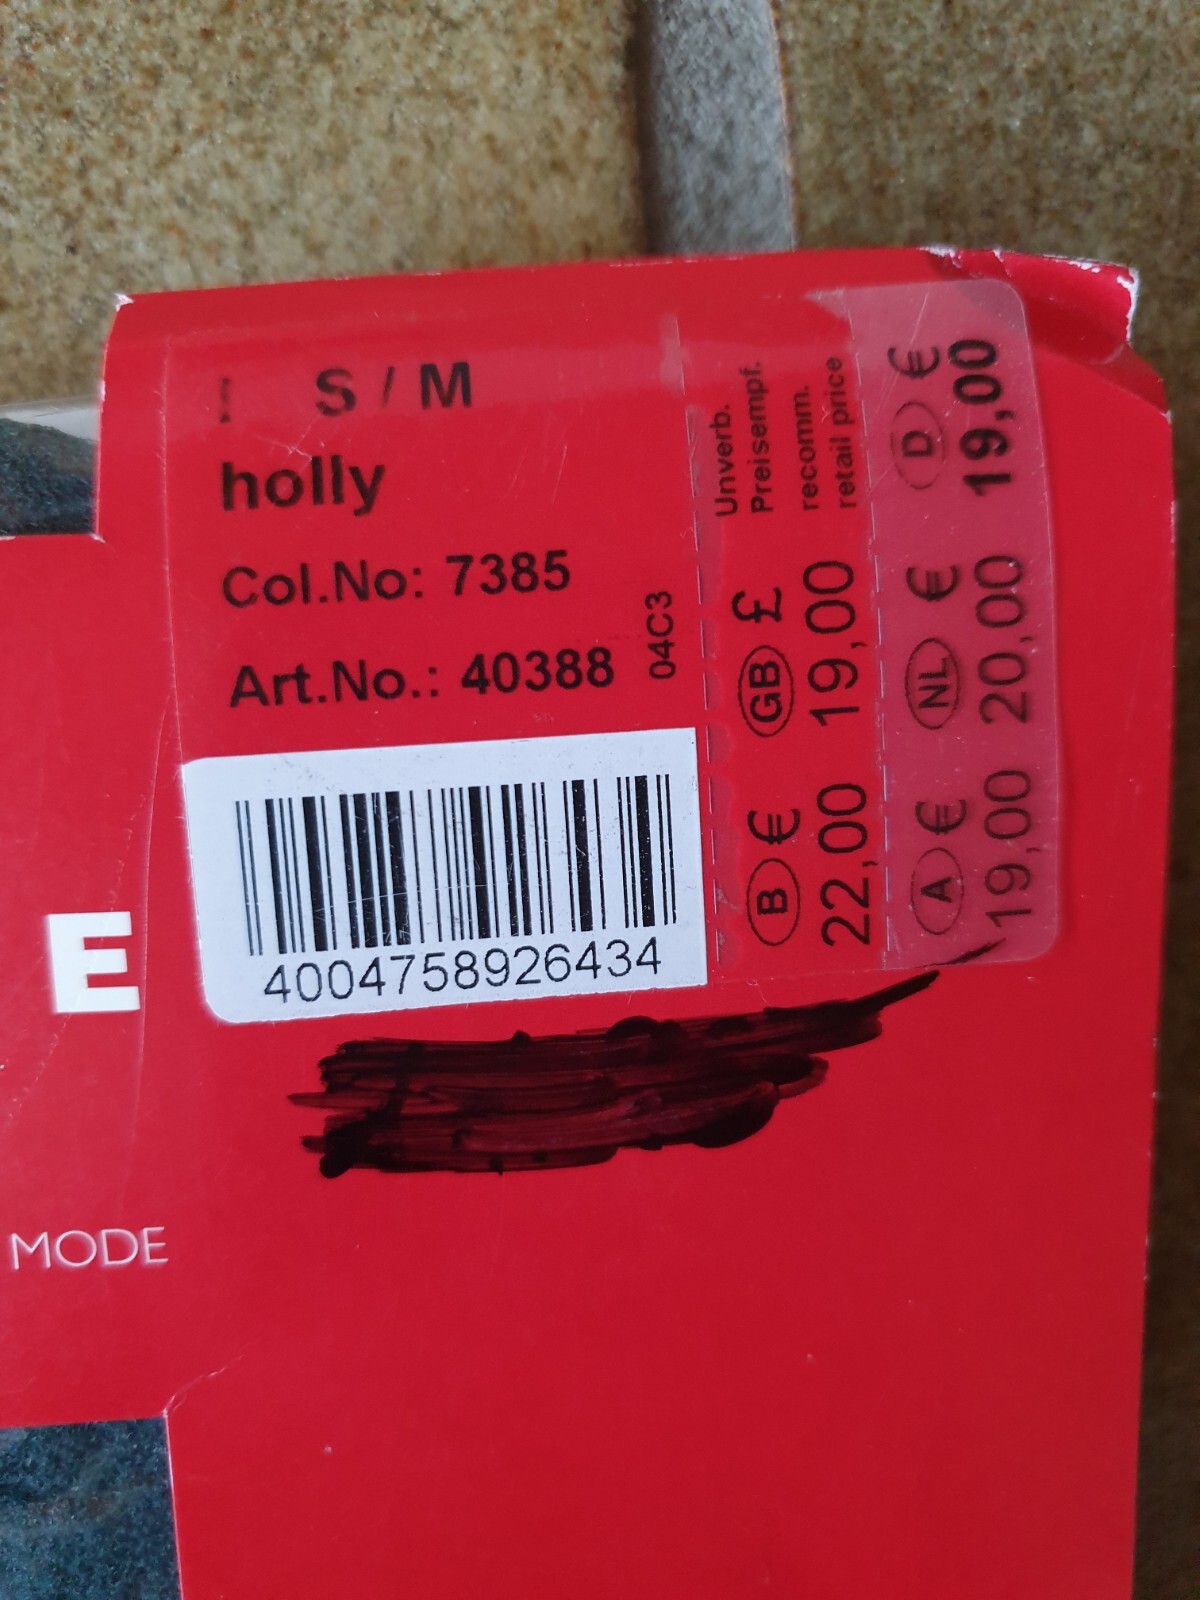 S / M
holly
Col.No: 7385
Art.No.: 40388
04C3
4004758926434
Unverb.
Preisempf.
recomm.
retail price
GB £
19,00
B €
22,00
D €
19,00
NL €
20,00
A €
19,00
E
MODE